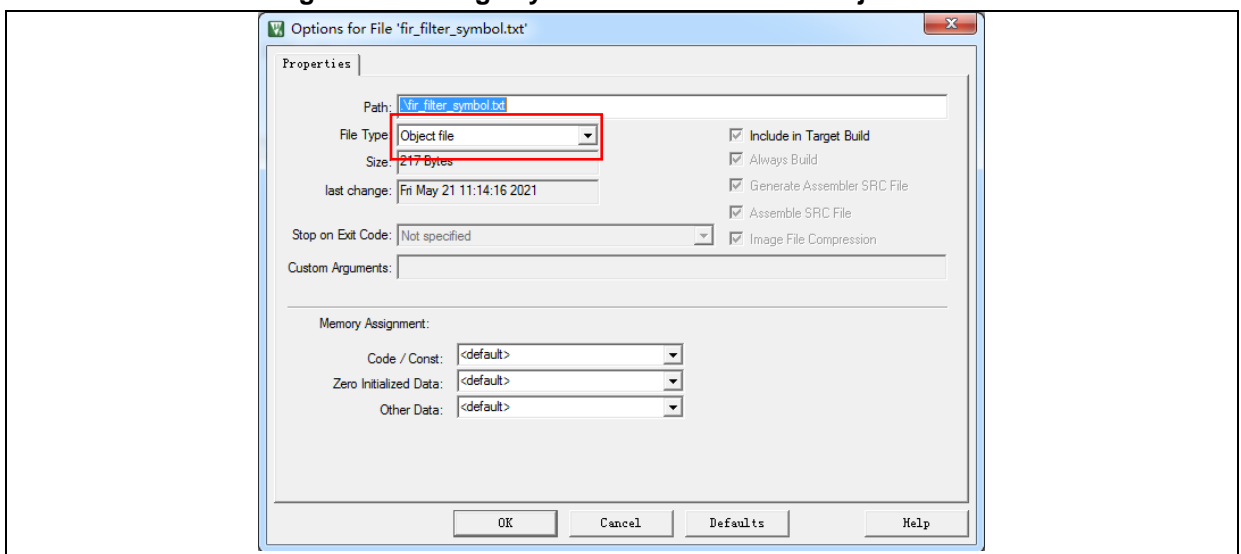 Options for File 'fir_filter_symbol.txt'
Properties
Path: .\fir_filter_symbol.txt
File Type: Object file
Include in Target Build
Size: 217 Bytes
Always Build
last change: Fri May 21 11:14:16 2021
Generate Assembler SRC File
Assemble SRC File
Stop on Exit Code: Not specified
Image File Compression
Custom Arguments:
Memory Assignment:
Code / Const: <default>
Zero Initialized Data: <default>
Other Data: <default>
OK Cancel Defaults Help